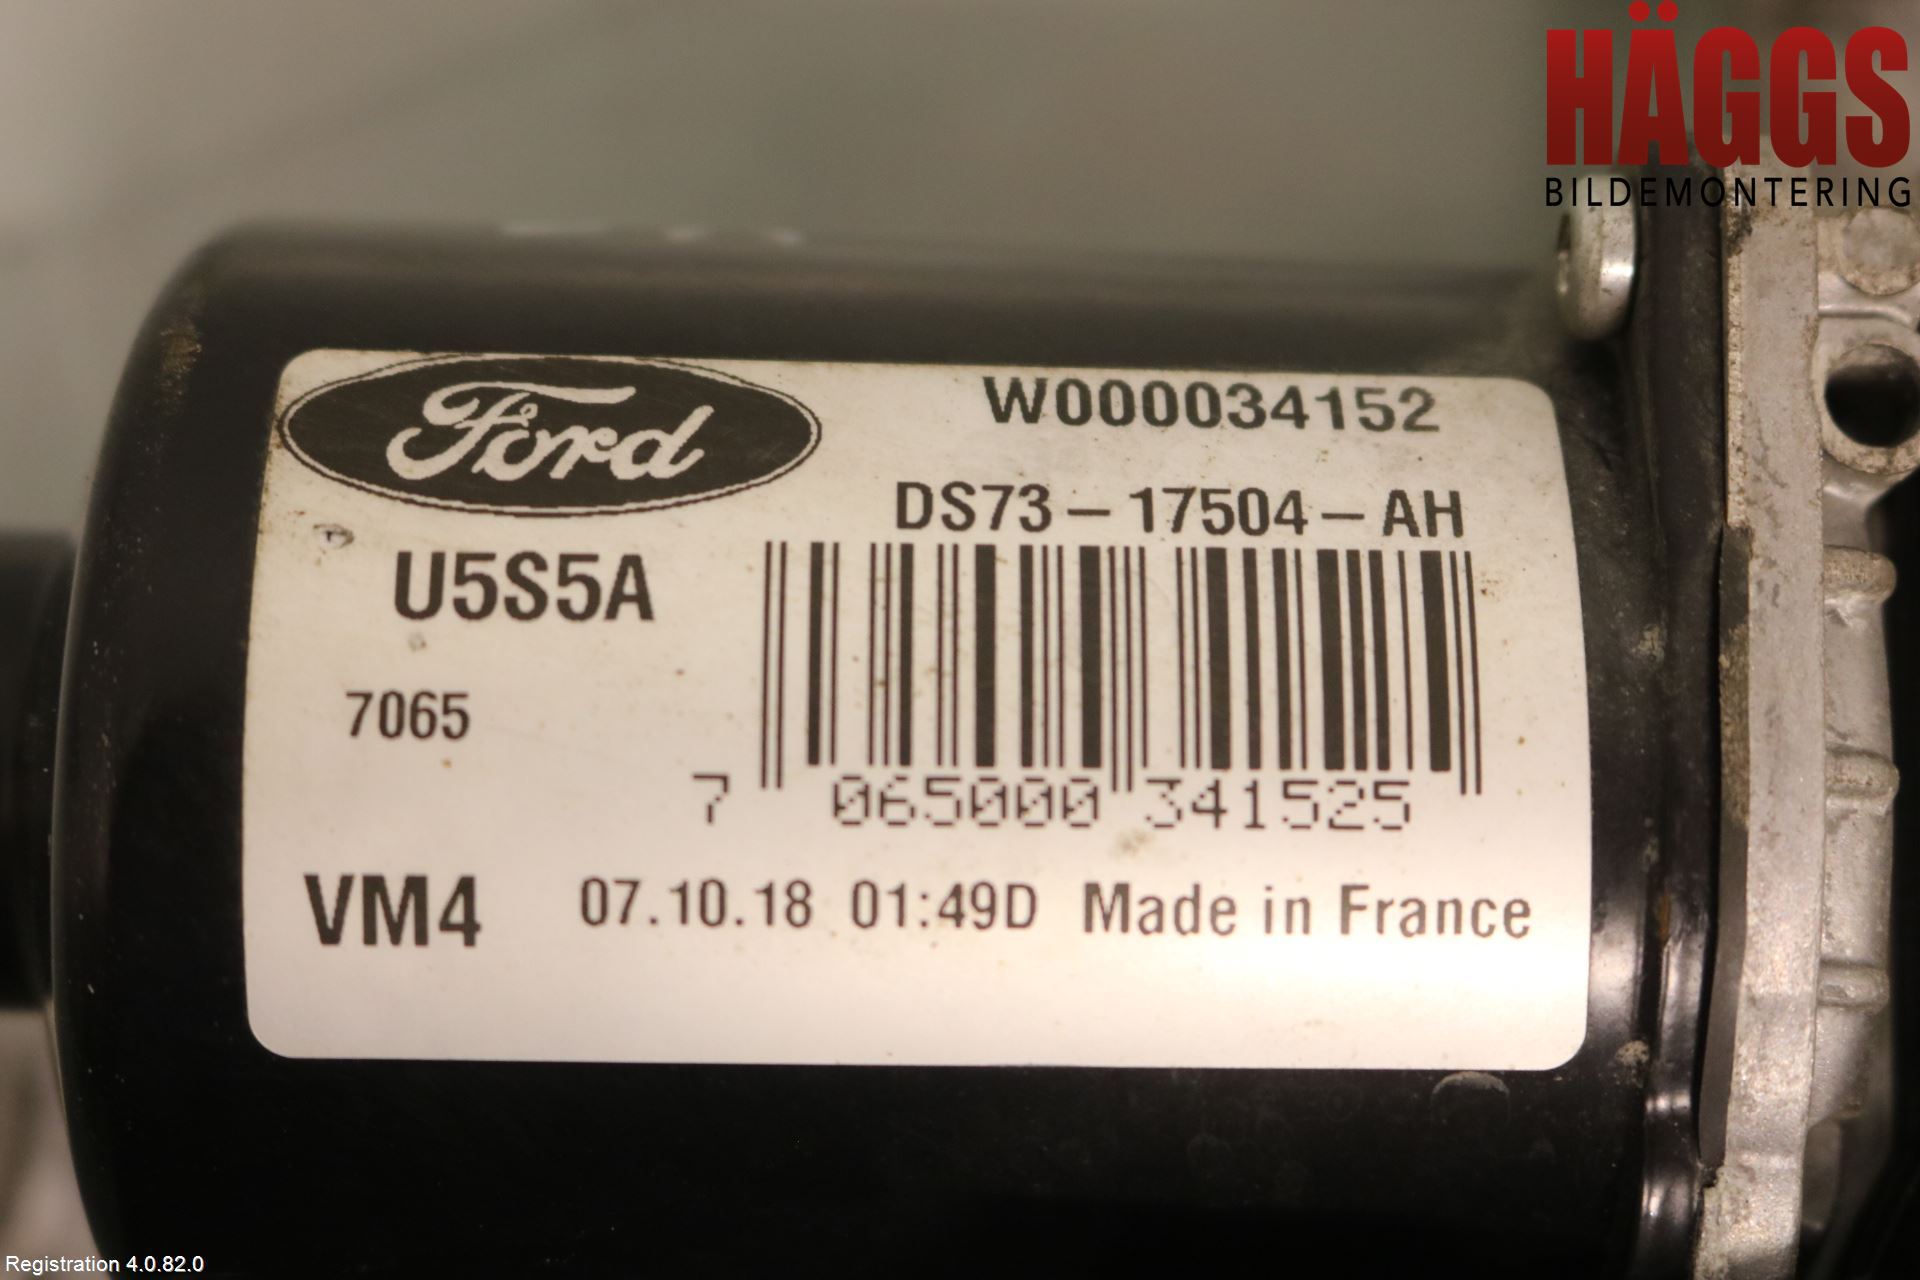 HÄGGS
BILDEMONTERING
Ford
W000034152
DS73-17504-AH
U5S5A
7065
7 065000 341525
VM4 07.10.18 01:49D Made in France
Registration 4.0.82.0